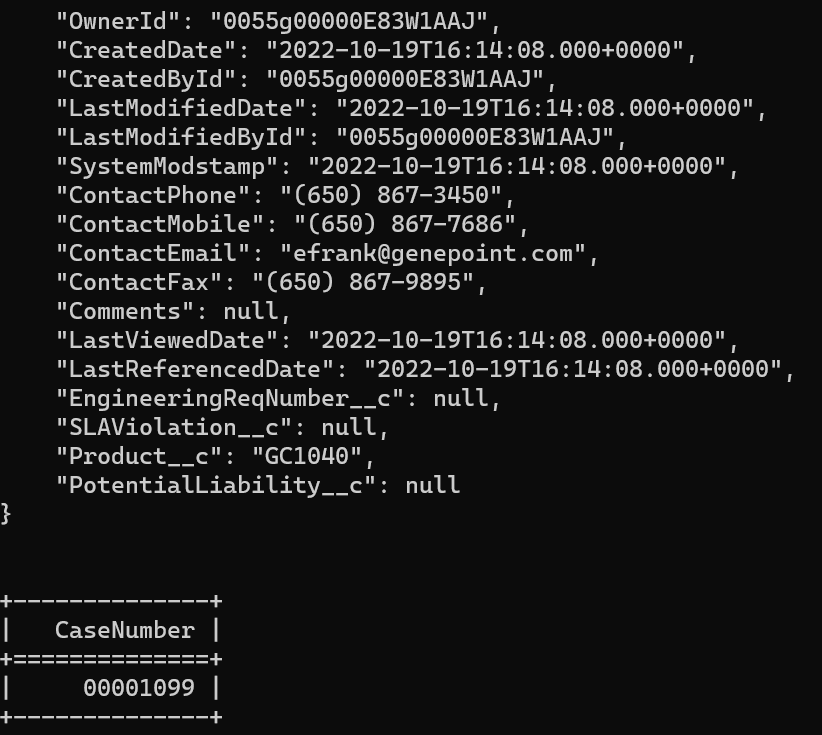 "OwnerId": "0055g00000E83W1AAJ",
"CreatedDate": "2022-10-19T16:14:08.000+0000",
"CreatedById": "0055g00000E83W1AAJ",
"LastModifiedDate": "2022-10-19T16:14:08.000+0000",
"LastModifiedById": "0055g00000E83W1AAJ",
"SystemModstamp": "2022-10-19T16:14:08.000+0000",
"ContactPhone": "(650) 867-3450",
"ContactMobile": "(650) 867-7686",
"ContactEmail": "efrank@genepoint.com",
"ContactFax": "(650) 867-9895",
"Comments": null,
"LastViewedDate": "2022-10-19T16:14:08.000+0000",
"LastReferencedDate": "2022-10-19T16:14:08.000+0000",
"EngineeringReqNumber__c": null,
"SLAViolation__c": null,
"Product__c": "GC1040",
"PotentialLiability__c": null
}
+--------------+
|   CaseNumber |
+==============+
|     00001099 |
+--------------+